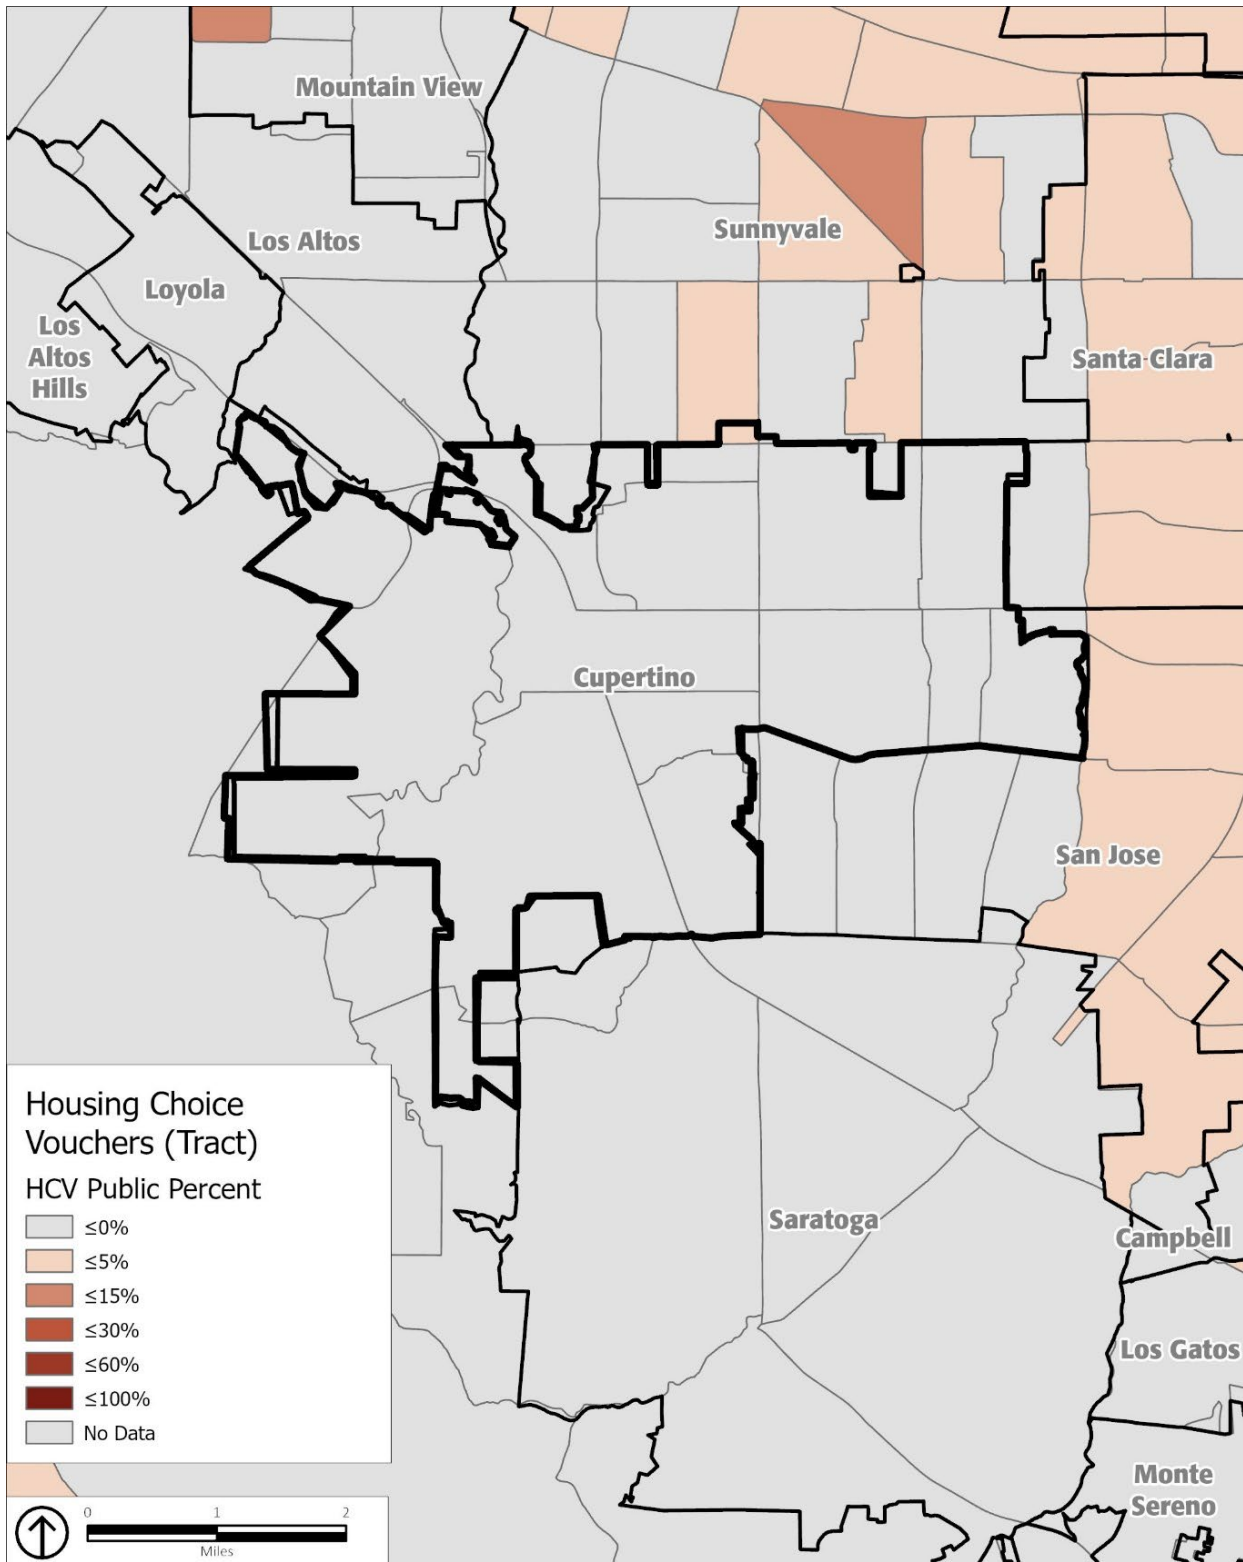 Mountain View
Los Altos
Sunnyvale
Loyola
Los
Altos
Hills
Santa Clara
Cupertino
San Jose
Saratoga
Campbell
Los Gatos
Monte
Sereno
Housing Choice
Vouchers (Tract)
HCV Public Percent
≤0%
≤5%
≤15%
≤30%
≤60%
≤100%
No Data
0 1 2
Miles